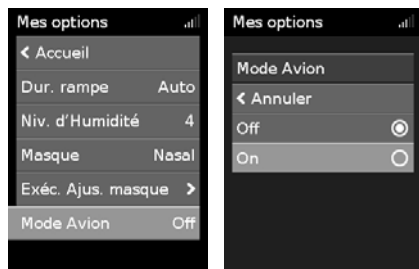 Mes options
< Accueil
Dur. rampe Auto
Niv. d'Humidité 4
Masque Nasal
Exéc. Ajus. masque >
Mode Avion Off
Mes options
Mode Avion
< Annuler
Off
On